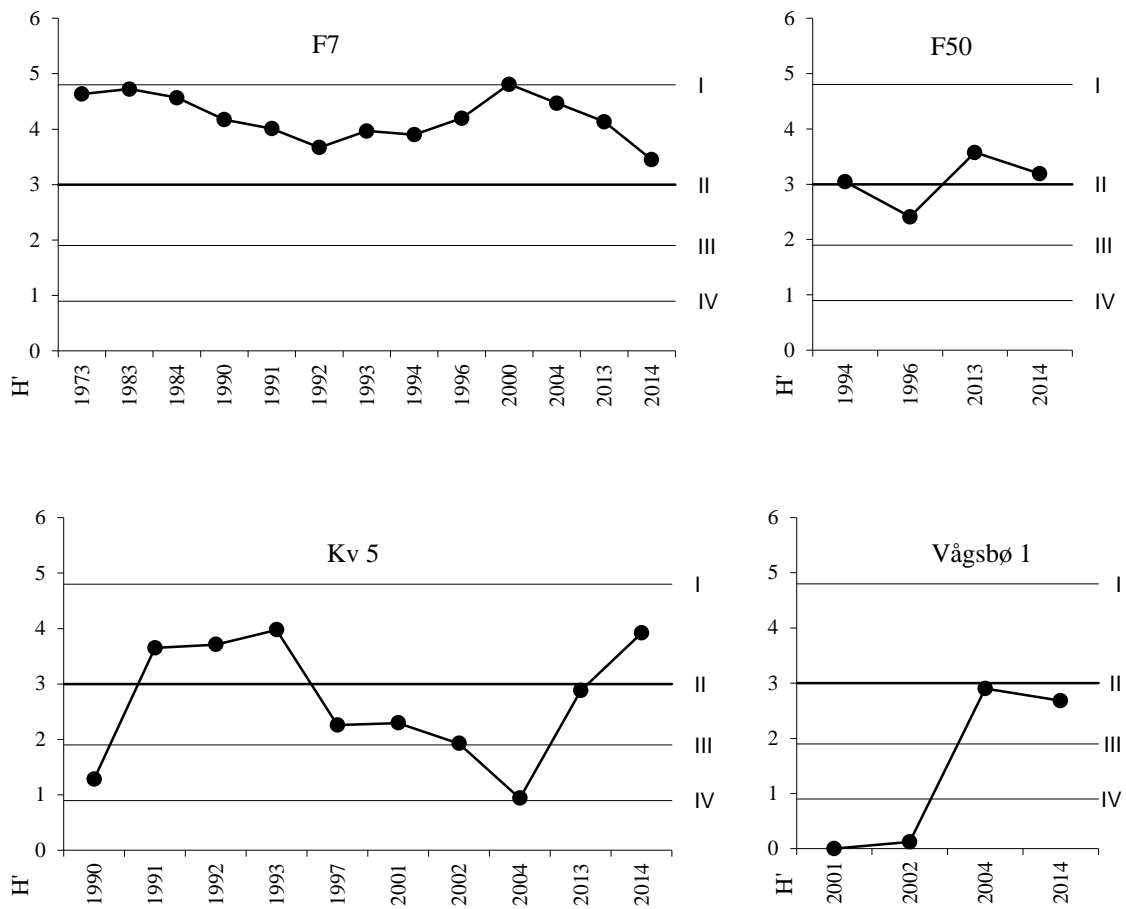 F7
6
5
4
3
2
1
0
I
II
III
IV
H'
1973
1983
1984
1990
1991
1992
1993
1994
1996
2000
2004
2013
2014
F50
6
5
4
3
2
1
0
I
II
III
IV
H'
1994
1996
2013
2014
Kv 5
6
5
4
3
2
1
0
I
II
III
IV
H'
1990
1991
1992
1993
1997
2001
2002
2004
2013
2014
Vågsbø 1
6
5
4
3
2
1
0
I
II
III
IV
H'
2001
2002
2004
2014